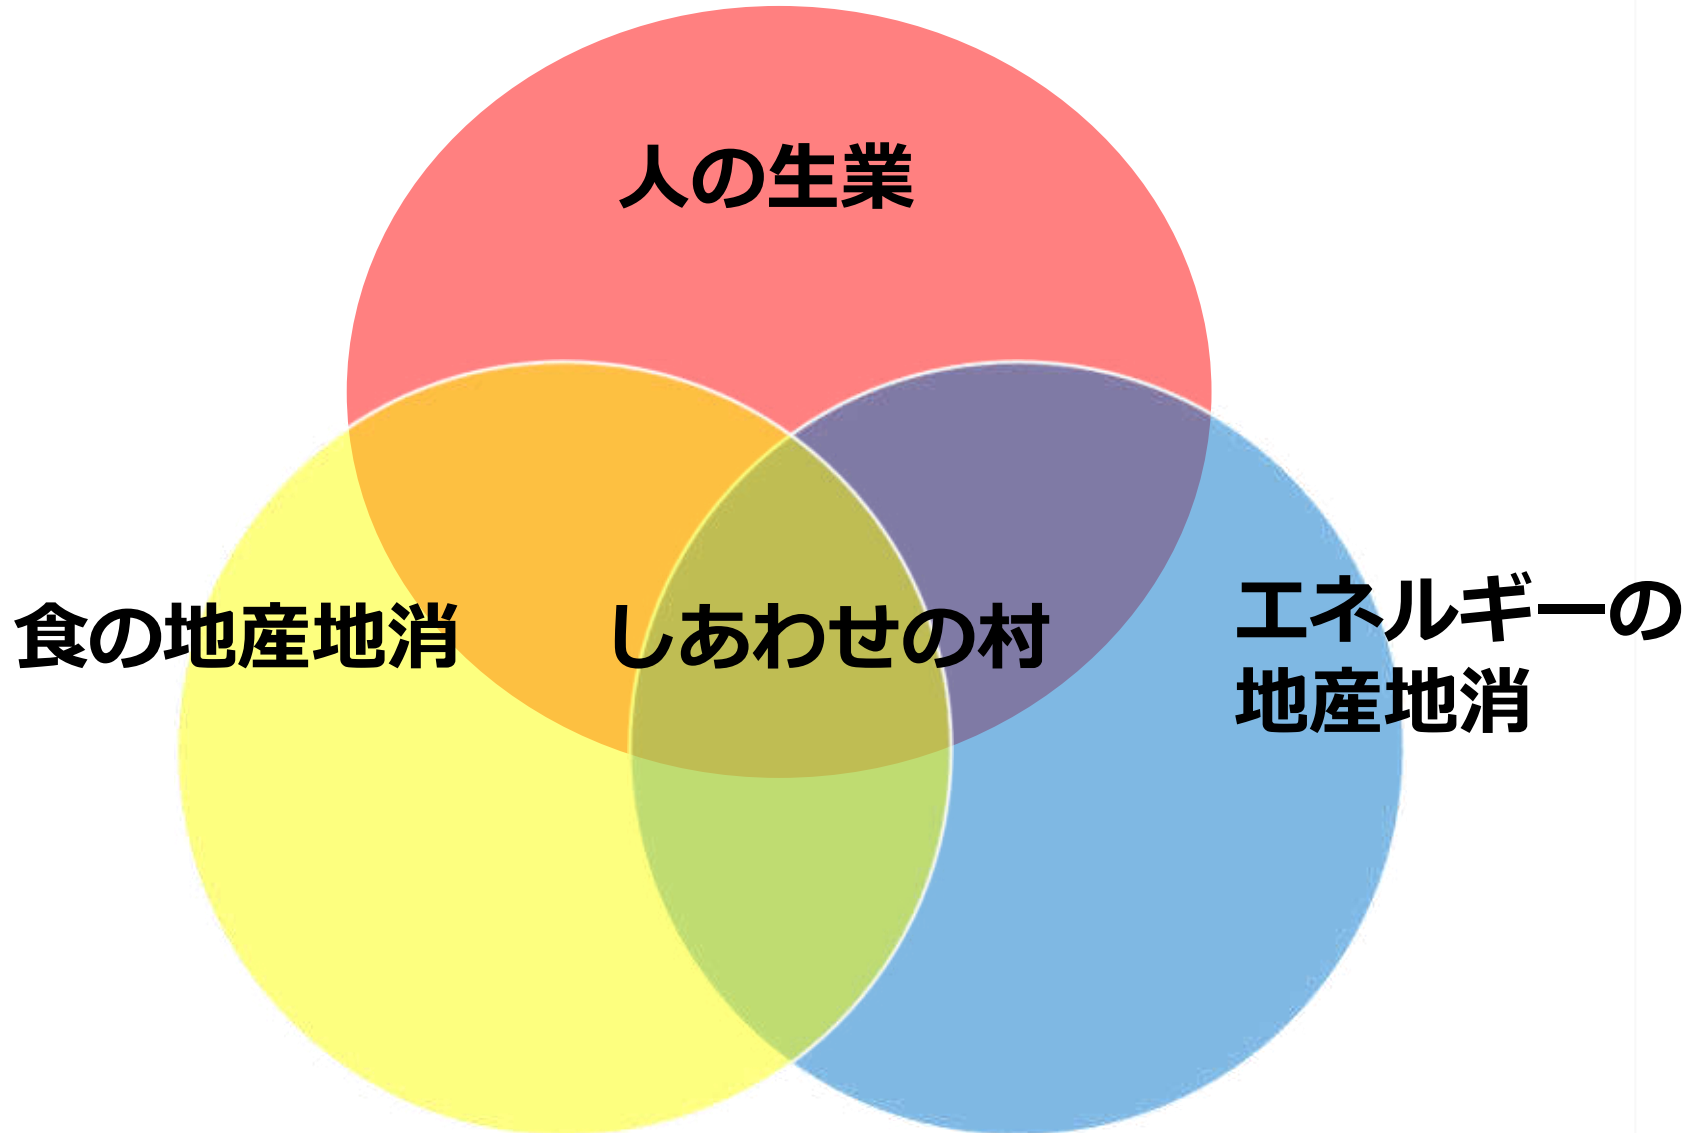 人の生業
食の地産地消
しあわせの村
エネルギーの
地産地消